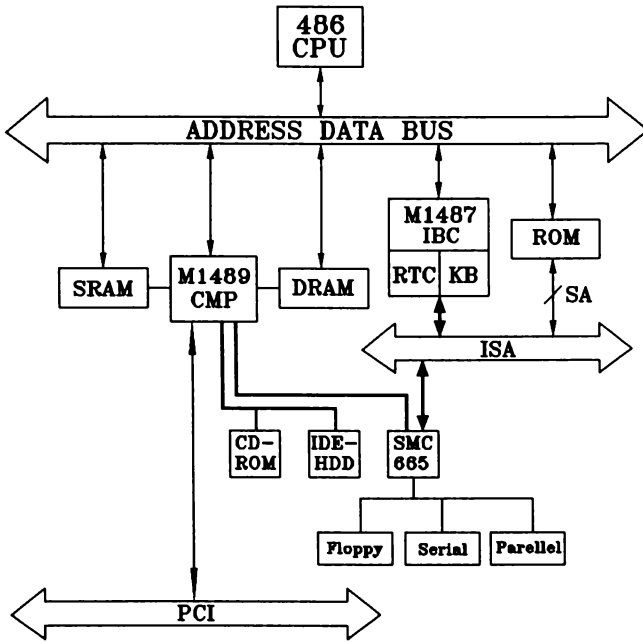 486
CPU
ADDRESS DATA BUS
M1487
IBC
RTC
KB
ROM
SRAM
M1489
CMP
DRAM
SA
ISA
CD-
ROM
IDE-
HDD
SMC
665
Floppy
Serial
Parellel
PCI